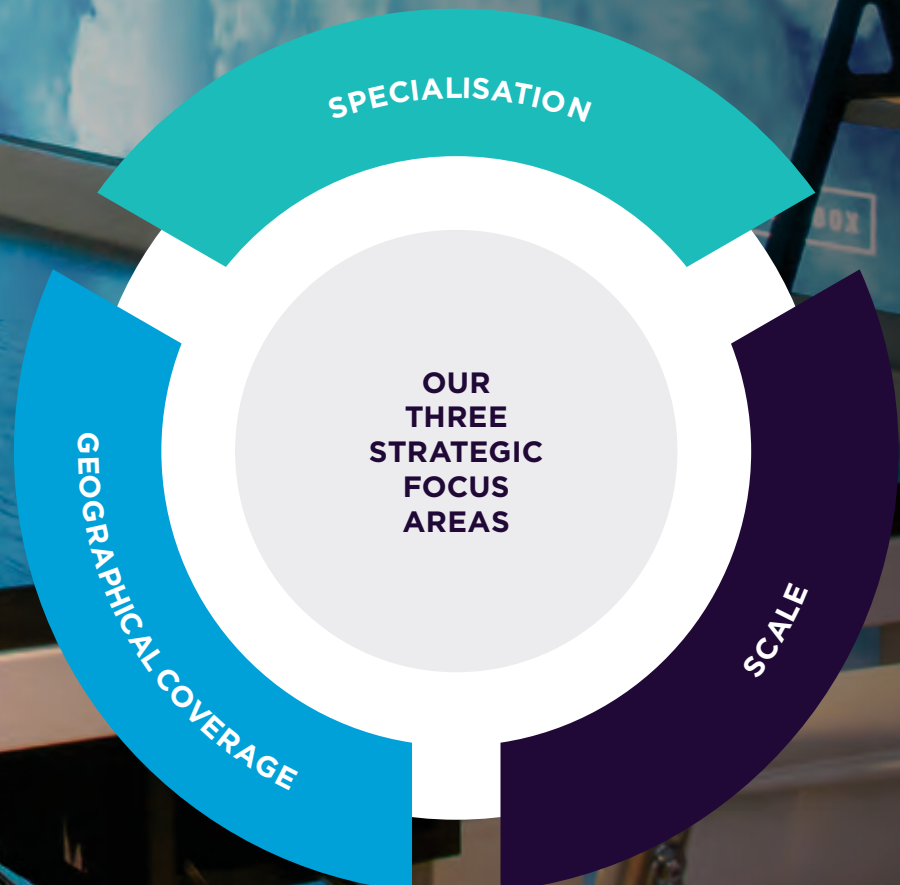 SPECIALISATION
OUR
THREE
STRATEGIC
FOCUS
AREAS
GEOGRAPHICAL COVERAGE
SCALE